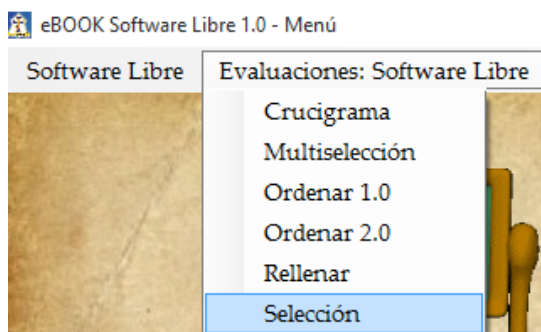 eBOOK Software Libre 1.0 - Menú
Software Libre Evaluaciones: Software Libre
Crucigrama
Multiselección
Ordenar 1.0
Ordenar 2.0
Rellenar
Selección